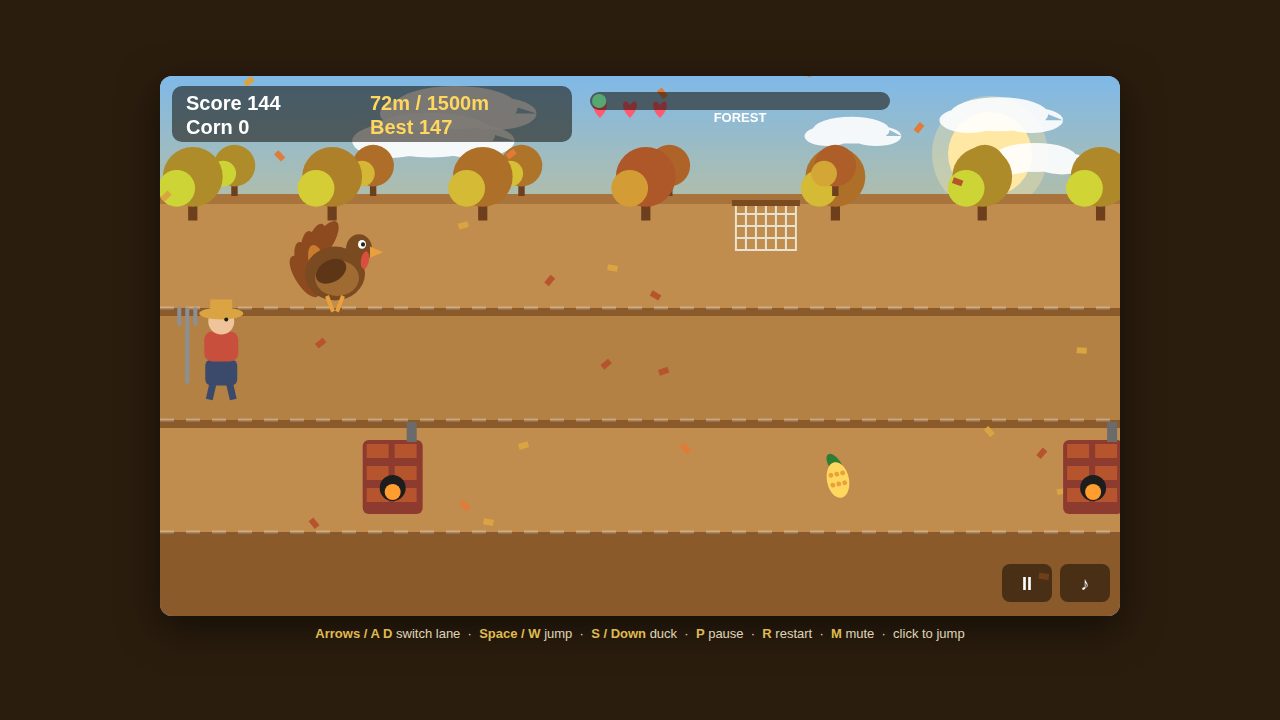 Score 144
72m / 1500m
Corn 0
Best 147
FOREST
Arrows / A D switch lane · Space / W jump · S / Down duck · P pause · R restart · M mute · click to jump